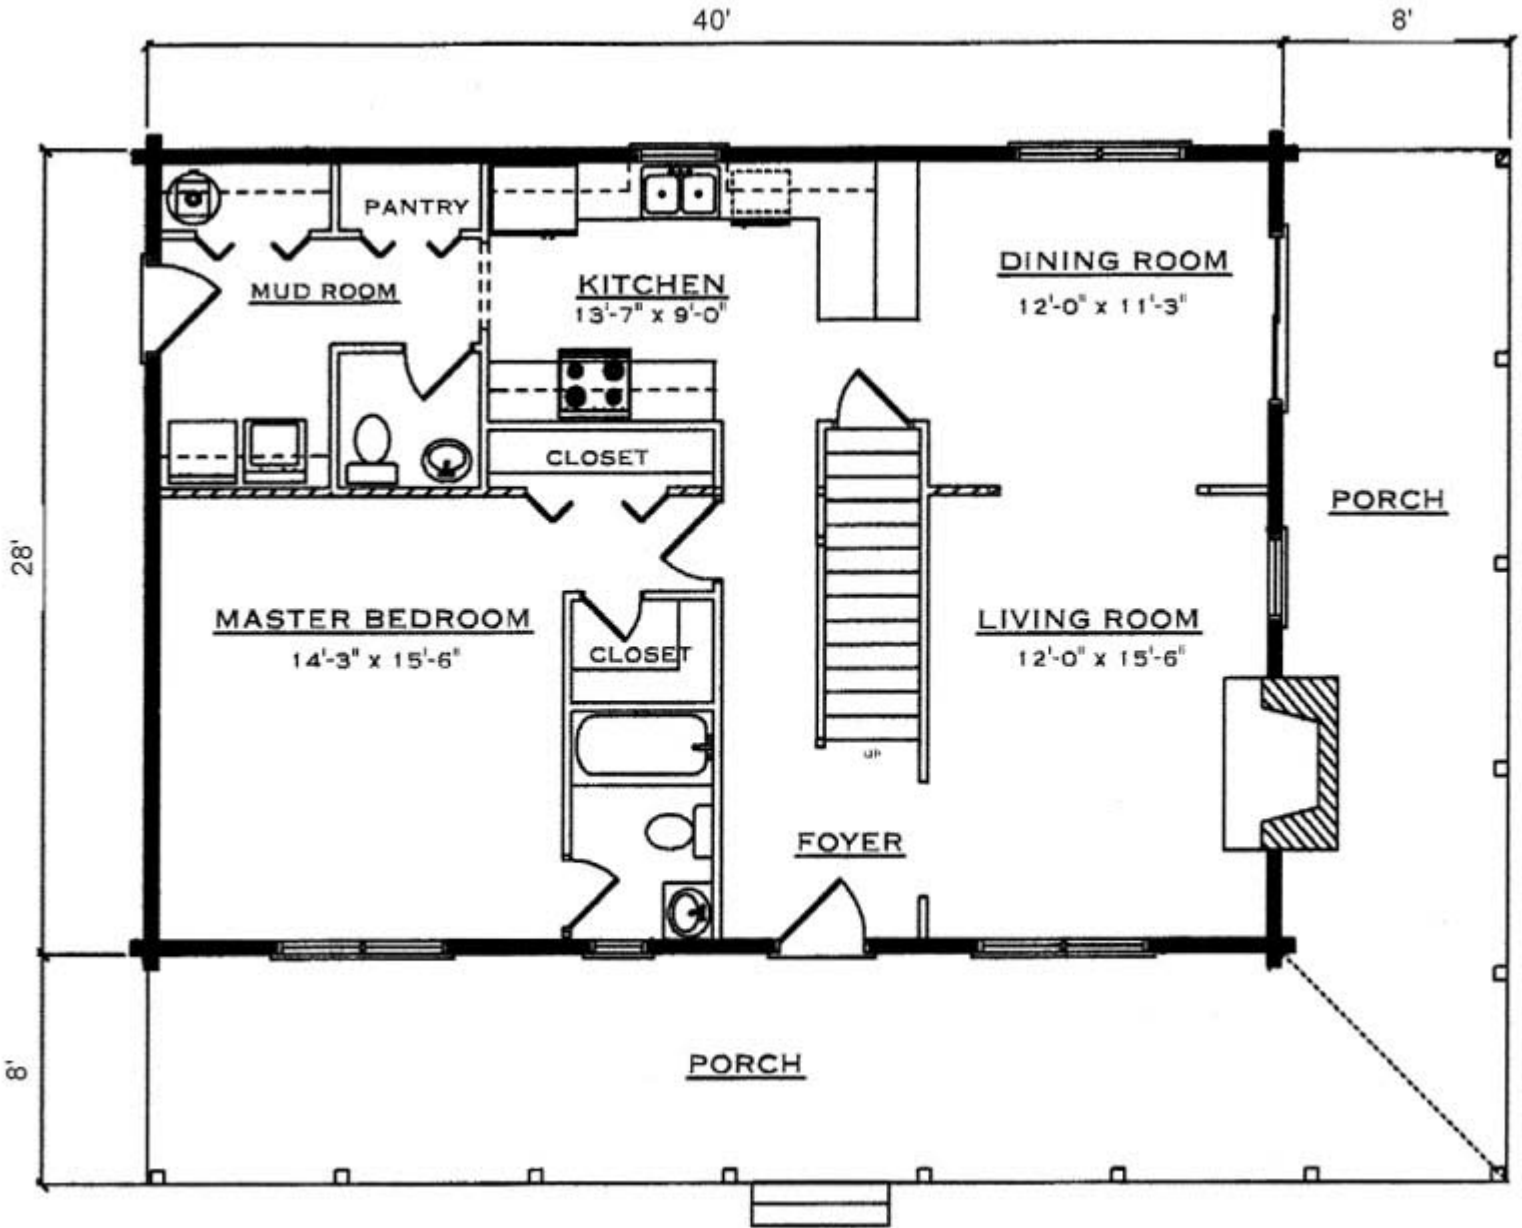 40'
8'
PANTRY
MUD ROOM
KITCHEN
13'-7" x 9'-0"
DINING ROOM
12'-0" x 11'-3"
CLOSET
PORCH
28'
MASTER BEDROOM
14'-3" x 15'-6"
CLOSET
LIVING ROOM
12'-0" x 15'-6"
UP
FOYER
PORCH
8'